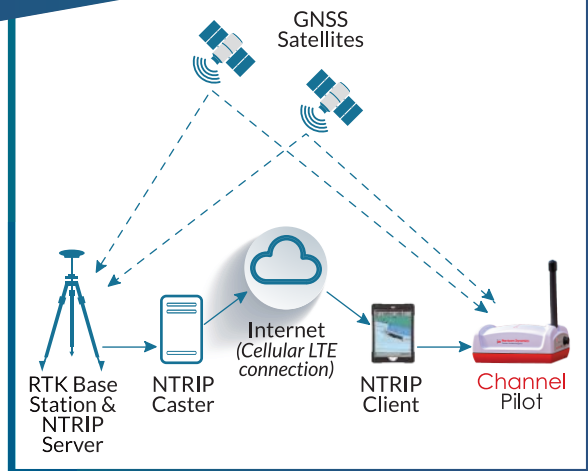 GNSS
Satellites
Internet
(Cellular LTE
connection)
RTK Base
Station &
NTRIP
Server
NTRIP
Caster
NTRIP
Client
Channel
Pilot